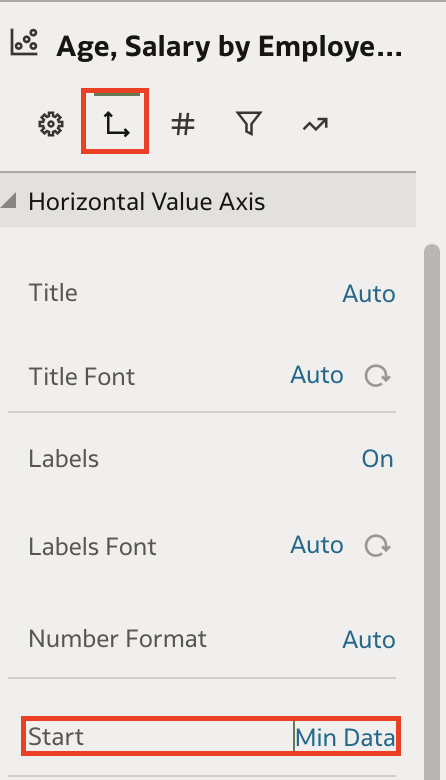 Age, Salary by Employe...
#
Horizontal Value Axis
Title Auto
Title Font Auto
Labels On
Labels Font Auto
Number Format Auto
Start Min Data